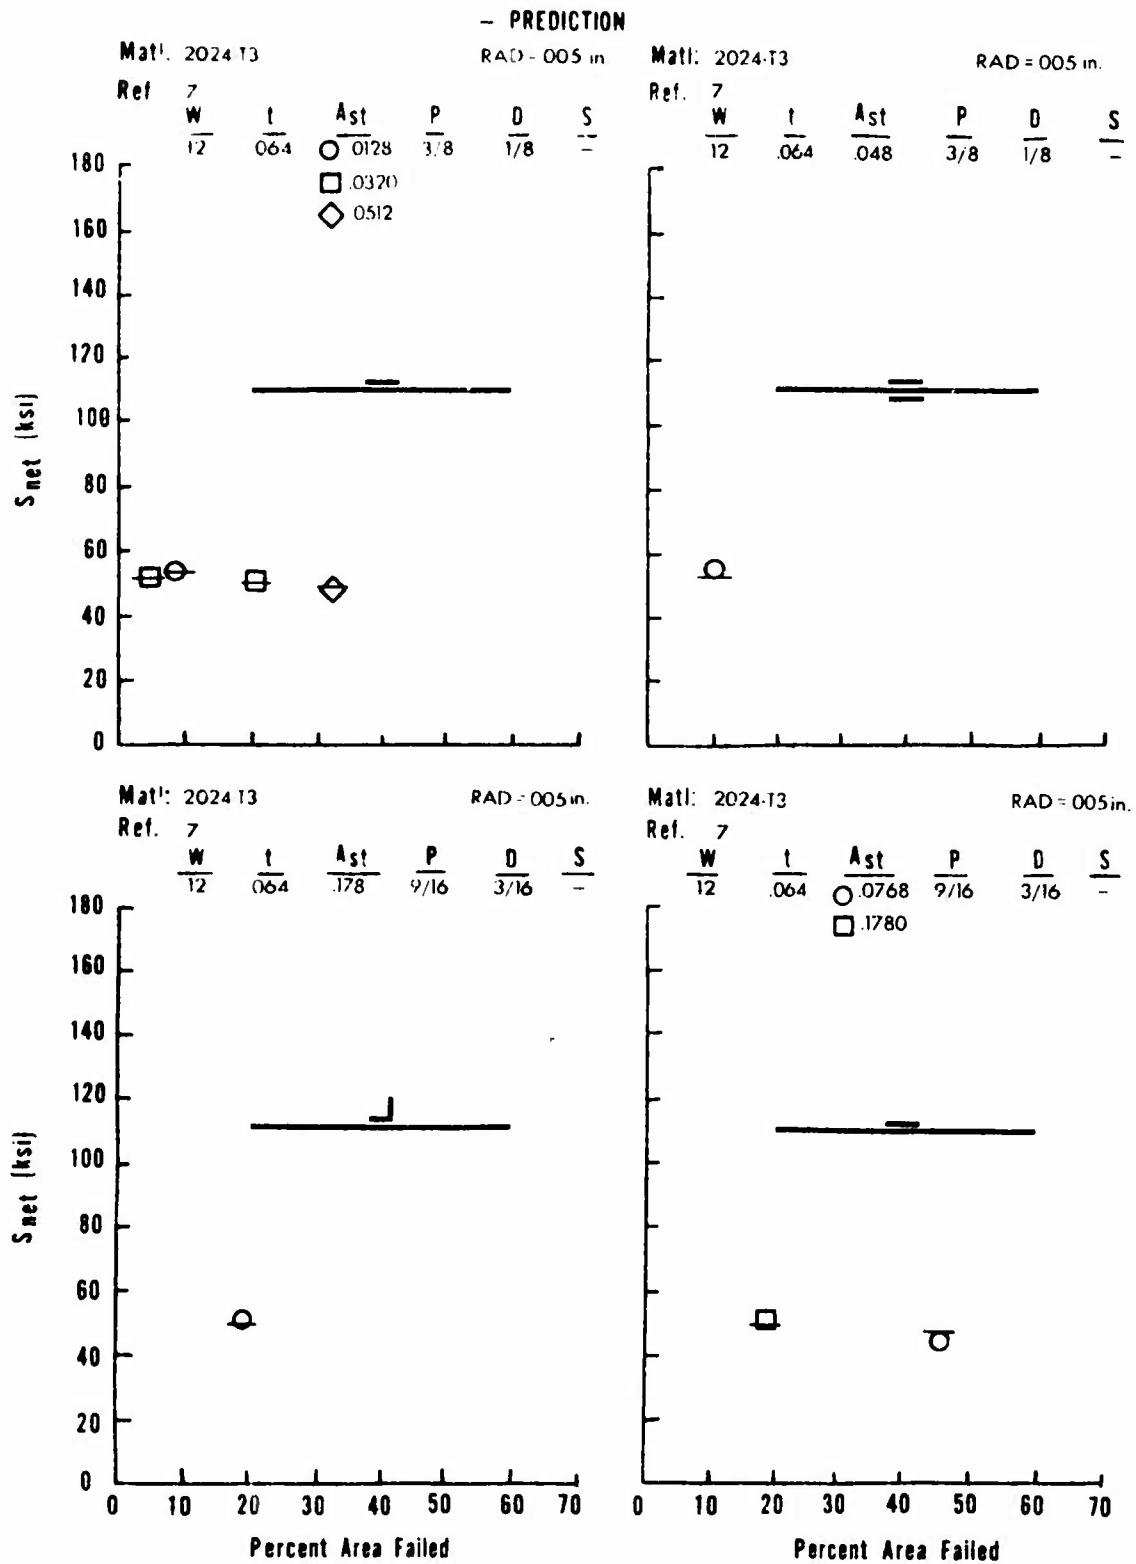 – PREDICTION
Mat'. 2024-T3 RAD - 005 in
Ref 7
W t Ast P D S
12 064 0128 3/8 1/8 –
.0320
0512
180
160
140
120
100
80
60
40
20
0
Snet (ksi)
Matl: 2024-T3 RAD = 005 in.
Ref. 7
W t Ast P D S
12 .064 .048 3/8 1/8 –
Mat': 2024 T3 RAD - 005 in.
Ref. 7
W t Ast P D S
12 064 .178 9/16 3/16 –
180
160
140
120
100
80
60
40
20
0
Snet (ksi)
0 10 20 30 40 50 60 70
Percent Area Failed
Matl: 2024-T3 RAD = 005 in.
Ref. 7
W t Ast P D S
12 .064 .0768 9/16 3/16 –
.1780
0 10 20 30 40 50 60 70
Percent Area Failed